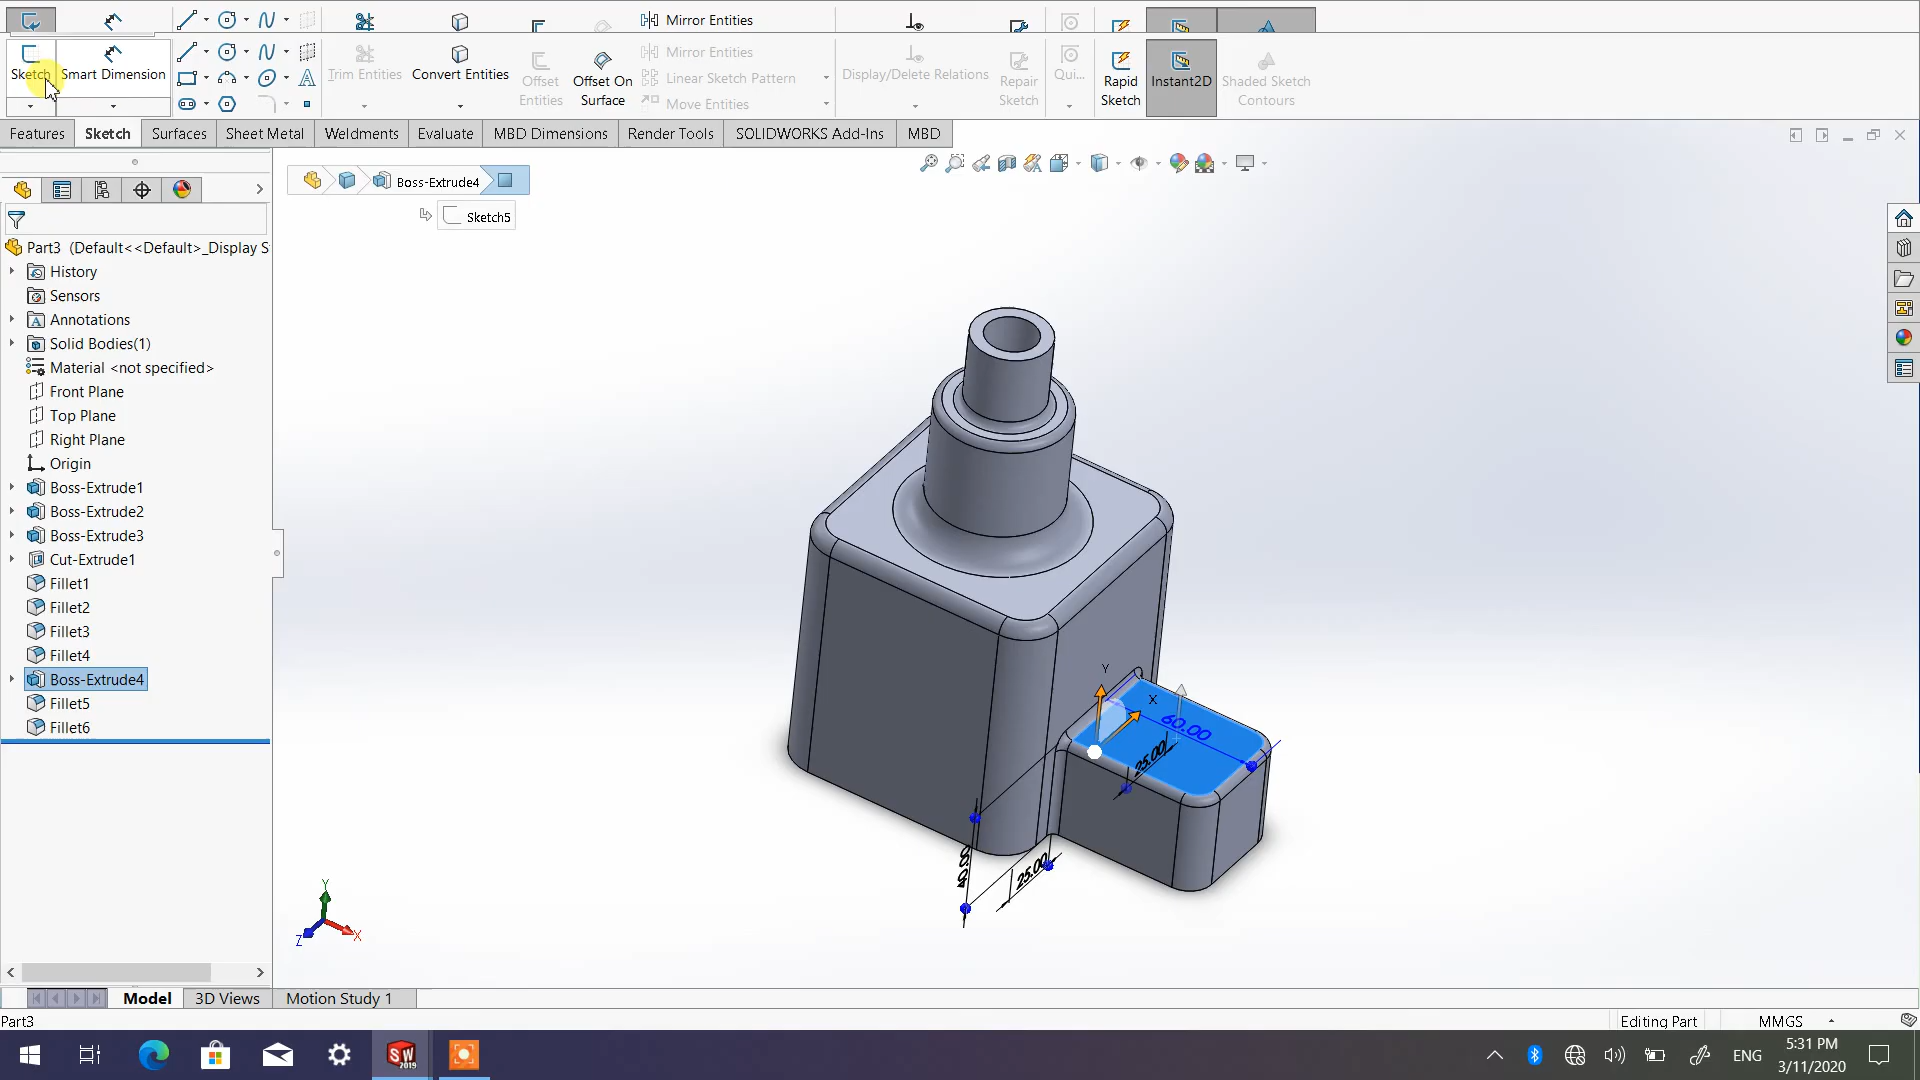 Mirror Entities
Sketch
Smart Dimension
Trim Entities
Convert Entities
Offset
Entities
Offset On
Surface
Mirror Entities
Linear Sketch Pattern
Move Entities
Display/Delete Relations
Repair
Sketch
Qui...
Rapid
Sketch
Instant2D
Shaded Sketch
Contours
Features
Sketch
Surfaces
Sheet Metal
Weldments
Evaluate
MBD Dimensions
Render Tools
SOLIDWORKS Add-Ins
MBD
Boss-Extrude4
Sketch5
Part3 (Default<<Default>_Display S
History
Sensors
Annotations
Solid Bodies(1)
Material <not specified>
Front Plane
Top Plane
Right Plane
Origin
Boss-Extrude1
Boss-Extrude2
Boss-Extrude3
Cut-Extrude1
Fillet1
Fillet2
Fillet3
Fillet4
Boss-Extrude4
Fillet5
Fillet6
Y
X
60.00
25.00
25.00
Y
X
Z
Model
3D Views
Motion Study 1
Part3
Editing Part
MMGS
SW
2019
ENG
5:31 PM
3/11/2020